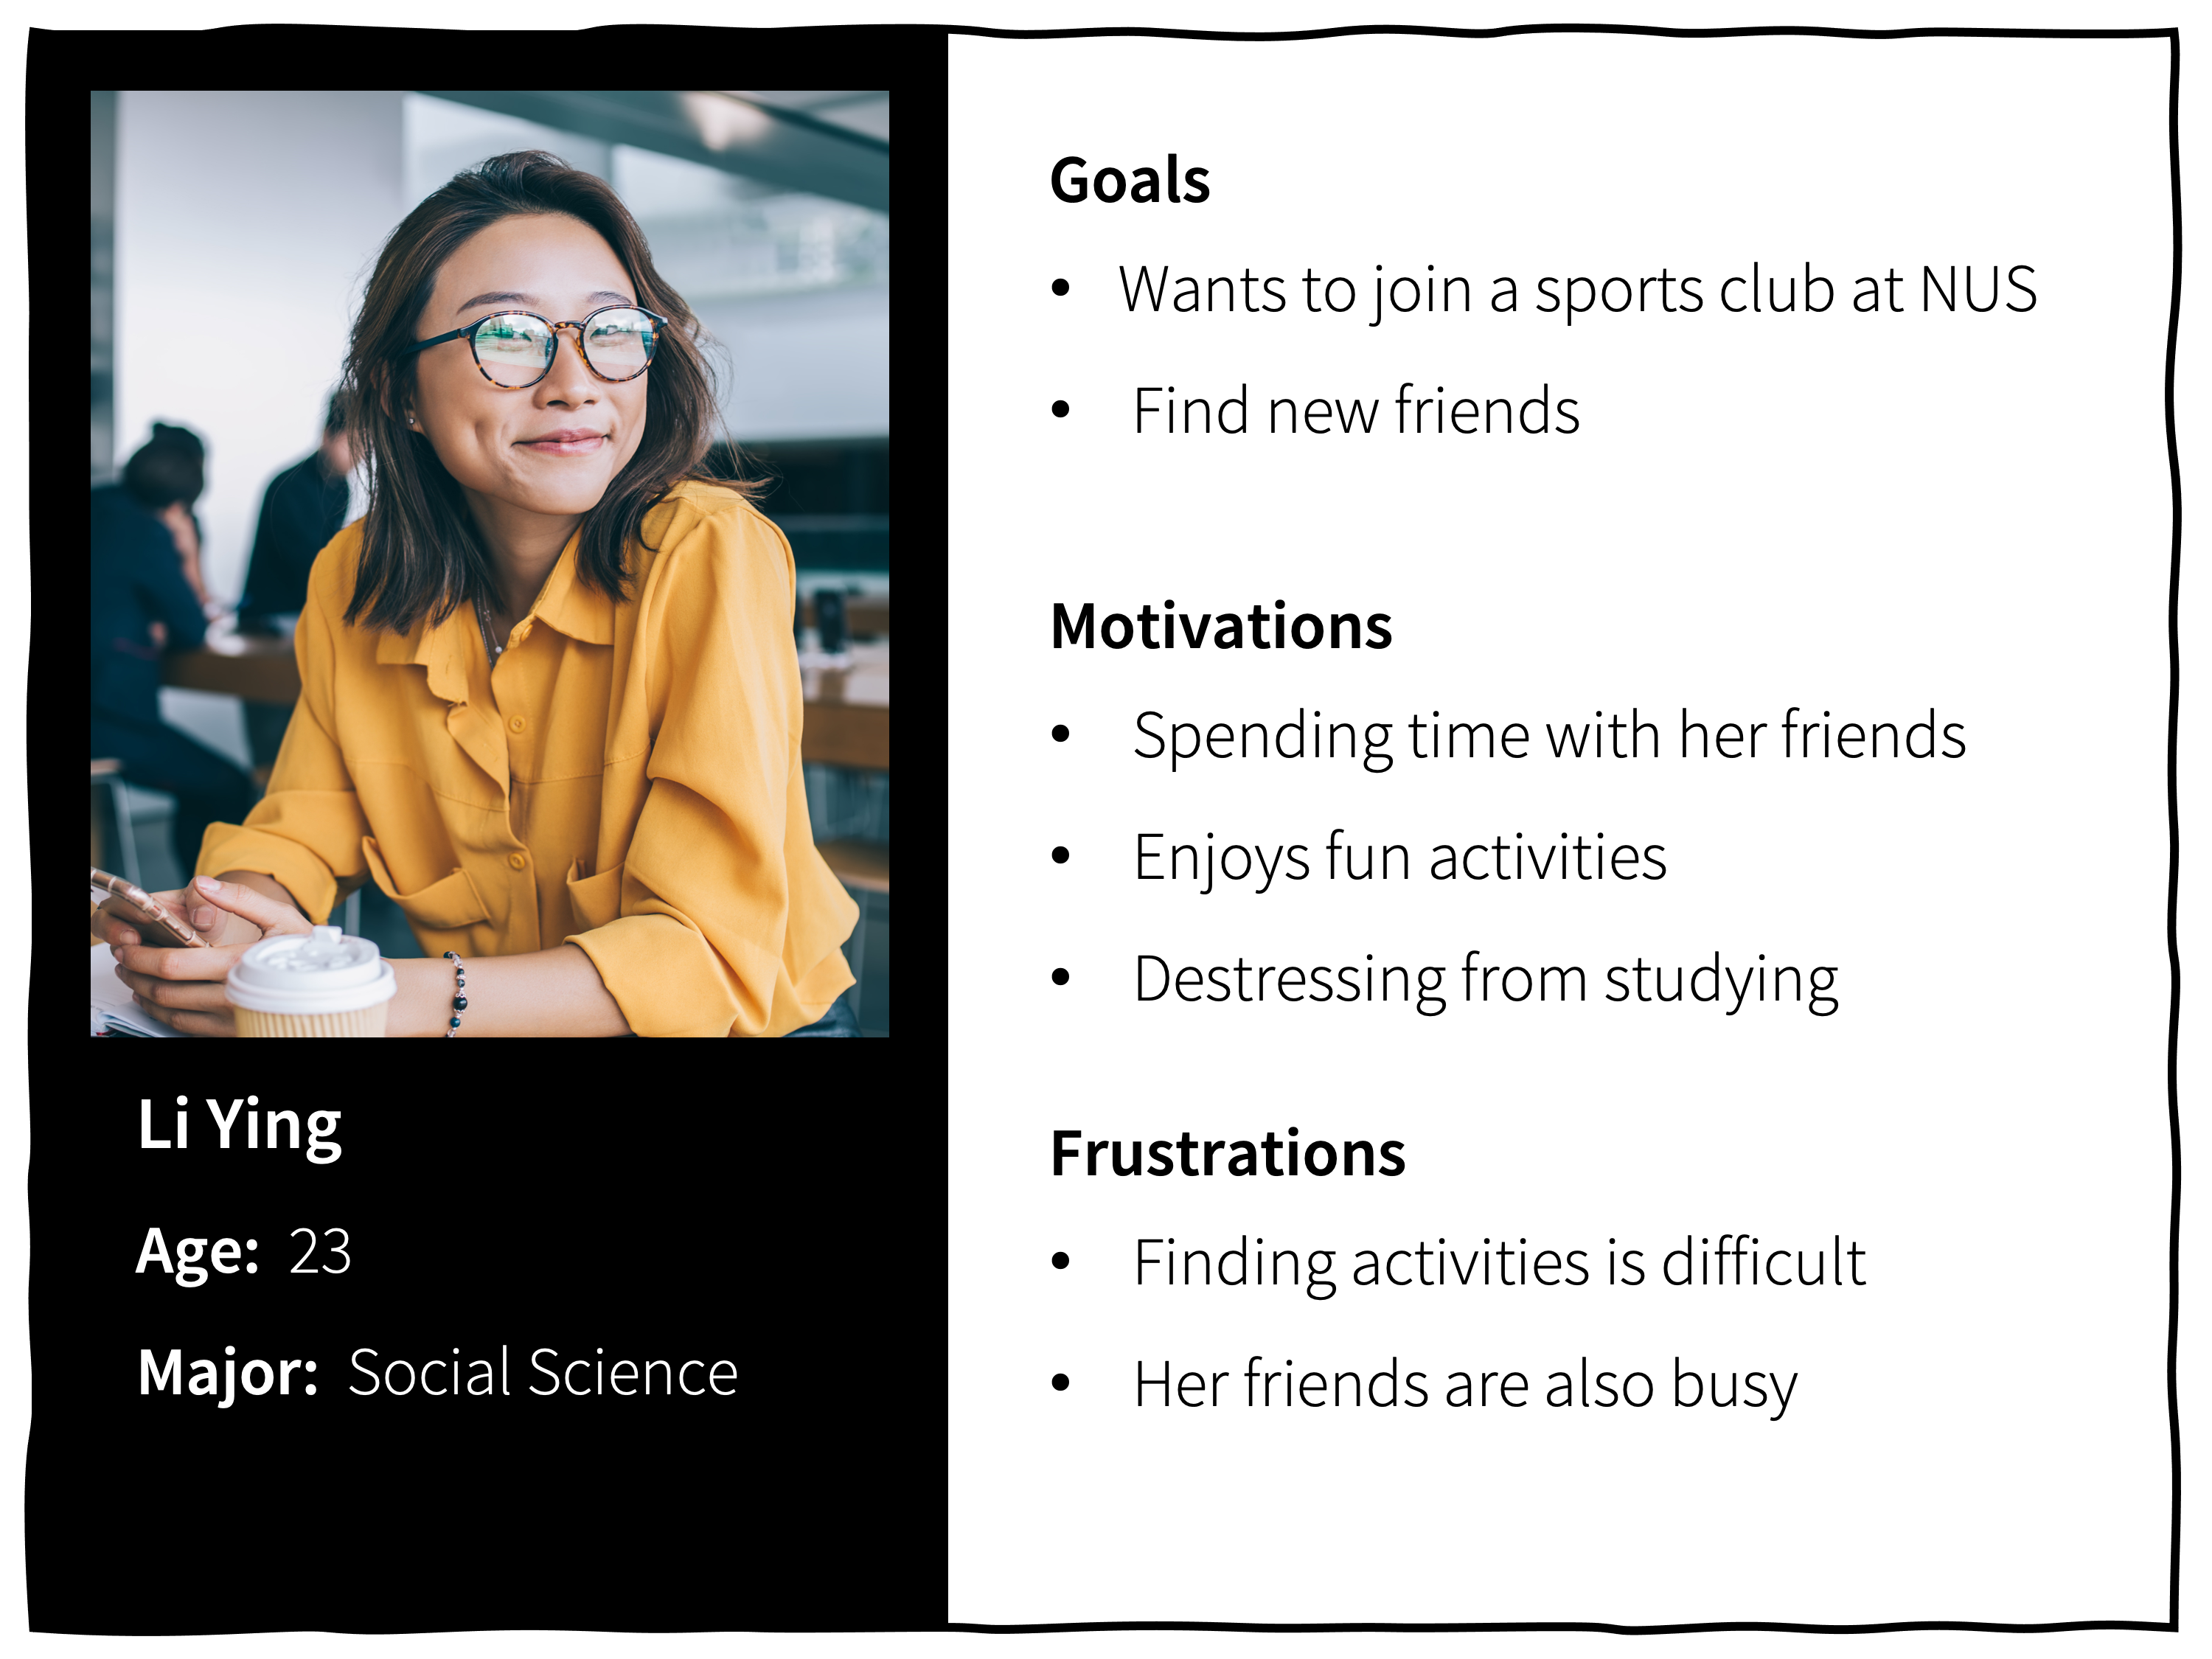 Li Ying
Age: 23
Major: Social Science
Goals
• Wants to join a sports club at NUS
• Find new friends
Motivations
• Spending time with her friends
• Enjoys fun activities
• Destressing from studying
Frustrations
• Finding activities is difficult
• Her friends are also busy